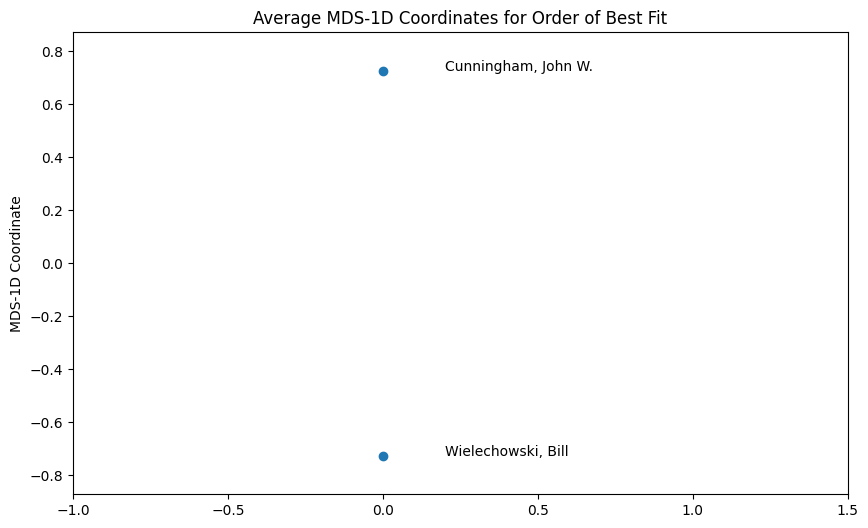 Average MDS-1D Coordinates for Order of Best Fit
0.8
Cunningham, John W.
0.6
0.4
0.2
0.0
MDS-1D Coordinate
−0.2
−0.4
−0.6
Wielechowski, Bill
−0.8
−1.0 −0.5 0.0 0.5 1.0 1.5